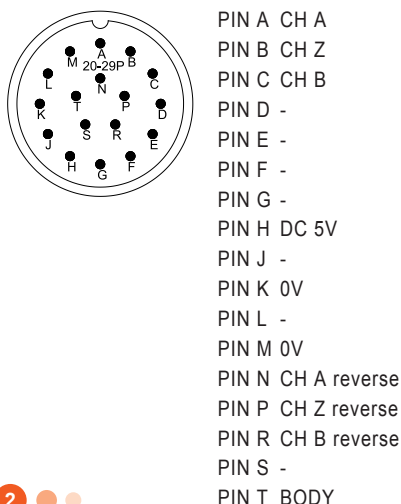 M A B
20-29P
L N C
K T P D
J S R E
H G F
PIN A CH A
PIN B CH Z
PIN C CH B
PIN D -
PIN E -
PIN F -
PIN G -
PIN H DC 5V
PIN J -
PIN K 0V
PIN L -
PIN M 0V
PIN N CH A reverse
PIN P CH Z reverse
PIN R CH B reverse
PIN S -
PIN T BODY
2